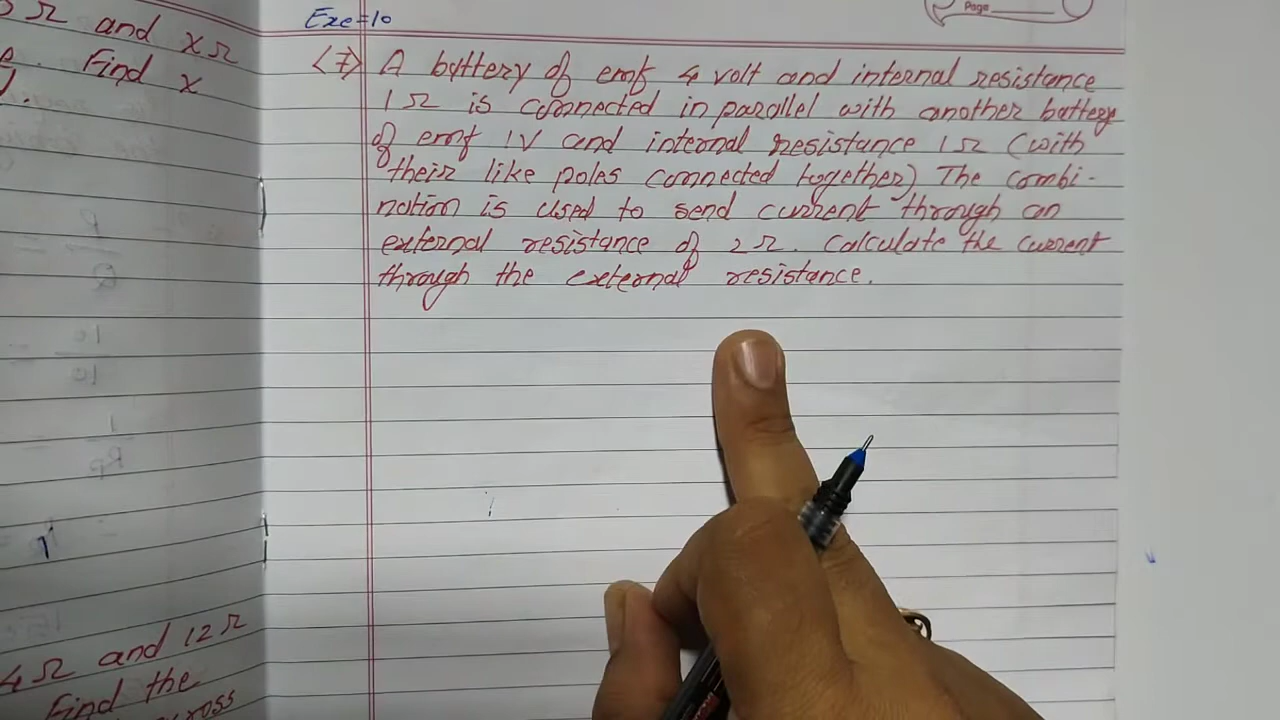 Ω and xΩ
Find x
Page
Exe=10
<7> A battery of emf 4 volt and internal resistance
1Ω is connected in parallel with another battery
of emf 1V and internal resistance 1Ω (with
their like poles connected together) The combi-
nation is used to send current through an
external resistance of 2Ω. Calculate the current
through the external resistance.
4Ω and 12Ω
Find the